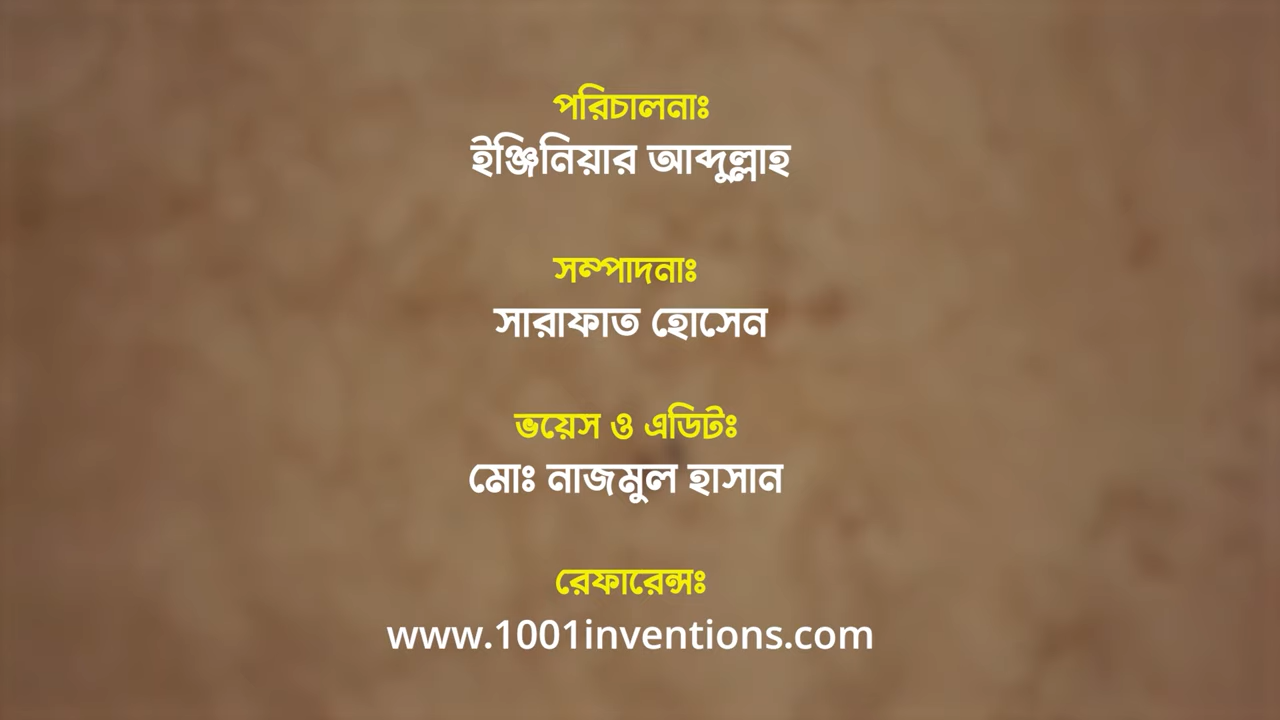 পরিচালনাঃ
ইঞ্জিনিয়ার আব্দুল্লাহ
সম্পাদনাঃ
সারাফাত হোসেন
ভয়েস ও এডিটঃ
মোঃ নাজমুল হাসান
রেফারেন্সঃ
www.1001inventions.com